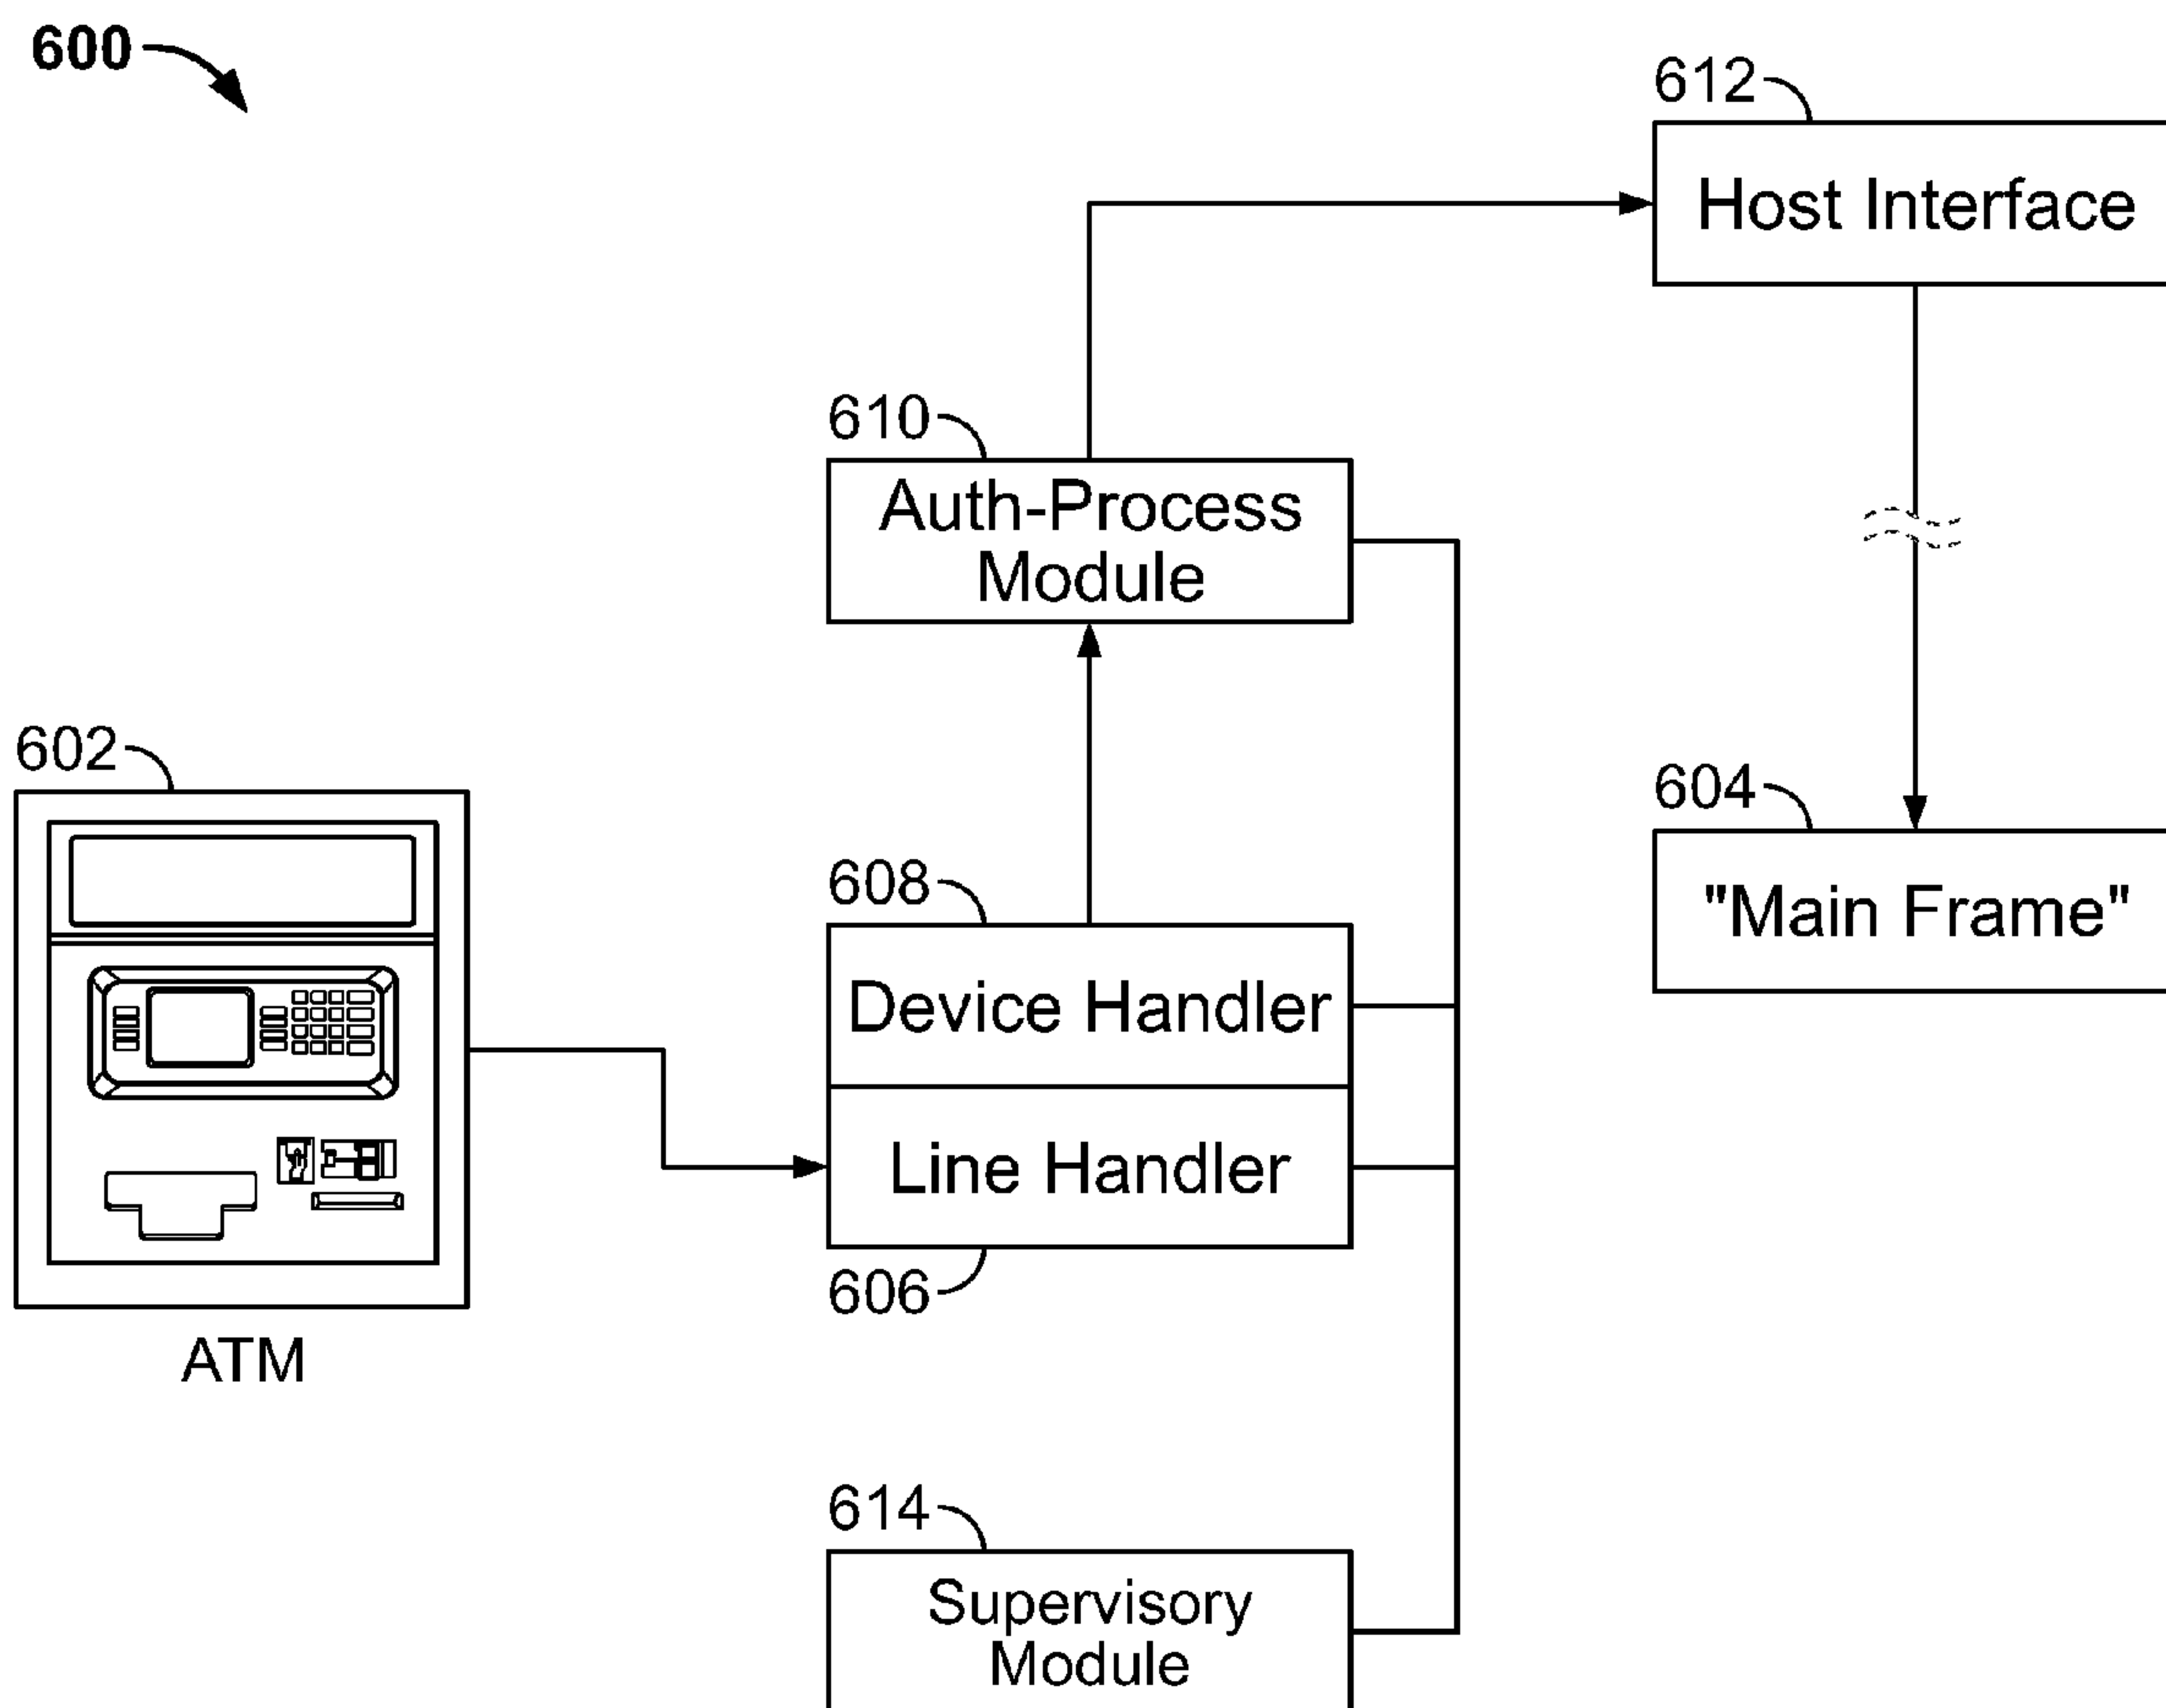 600
612
Host Interface
610
Auth-Process
Module
602
604
"Main Frame"
608
Device Handler
Line Handler
606
ATM
614
Supervisory
Module